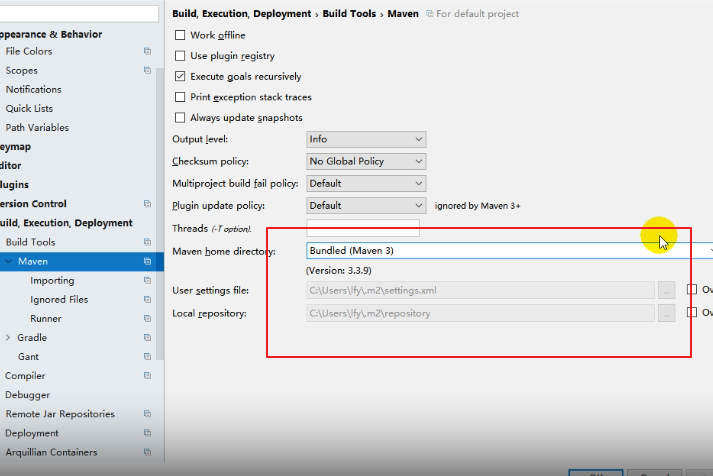 Build, Execution, Deployment › Build Tools › Maven For default project
ppearance & Behavior
File Colors
Scopes
Notifications
Quick Lists
Path Variables
eymap
ditor
lugins
ersion Control
uild, Execution, Deployment
Build Tools
Maven
Importing
Ignored Files
Runner
Gradle
Gant
Compiler
Debugger
Remote Jar Repositories
Deployment
Arquillian Containers
Work offline
Use plugin registry
Execute goals recursively
Print exception stack traces
Always update snapshots
Output level: Info
Checksum policy: No Global Policy
Multiproject build fail policy: Default
Plugin update policy: Default ignored by Maven 3+
Threads (-T option).
Maven home directory: Bundled (Maven 3)
(Version: 3.3.9)
User settings file: C:\Users\lfy\.m2\settings.xml ... Ov
Local repository: C:\Users\lfy\.m2\repository ... Ov